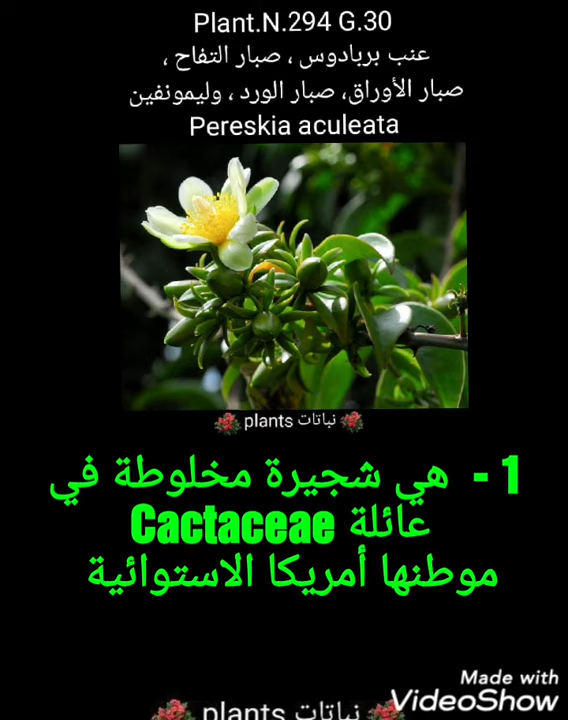 Plant.N.294 G.30
عنب بربادوس ، صبار التفاح ،
صبار الأوراق، صبار الورد ، وليمونفين
Pereskia aculeata
نباتات plants
1 - هي شجيرة مخلوطة في
عائلة Cactaceae
موطنها أمريكا الاستوائية
Made with
VideoShow
نباتات plants